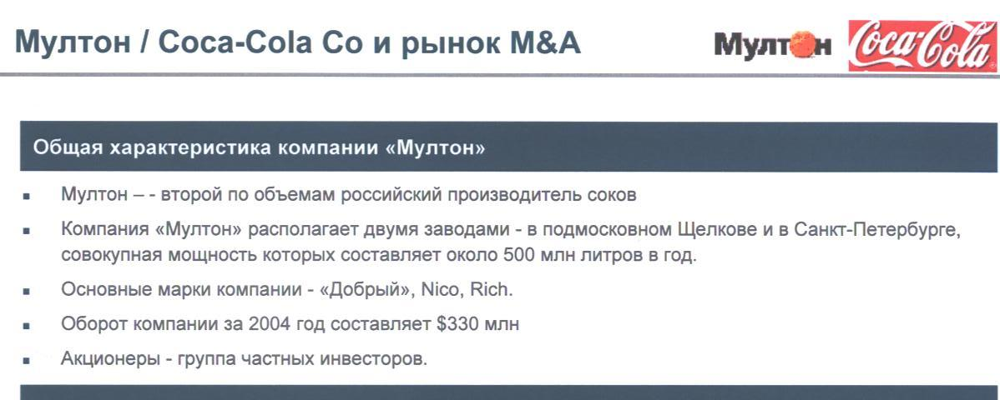 Мултон / Coca-Cola Co и рынок M&A
Мултон
Coca-Cola
Общая характеристика компании «Мултон»
▪ Мултон – - второй по объемам российский производитель соков
▪ Компания «Мултон» располагает двумя заводами - в подмосковном Щелкове и в Санкт-Петербурге,
совокупная мощность которых составляет около 500 млн литров в год.
▪ Основные марки компании - «Добрый», Nico, Rich.
▪ Оборот компании за 2004 год составляет $330 млн
▪ Акционеры - группа частных инвесторов.